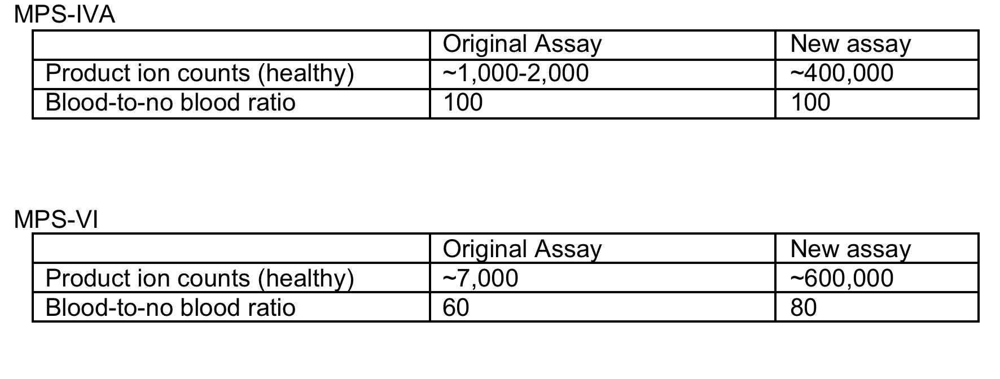 MPS-IVA
Original Assay New assay
Product ion counts (healthy) ~1,000-2,000 ~400,000
Blood-to-no blood ratio 100 100
MPS-VI
Original Assay New assay
Product ion counts (healthy) ~7,000 ~600,000
Blood-to-no blood ratio 60 80